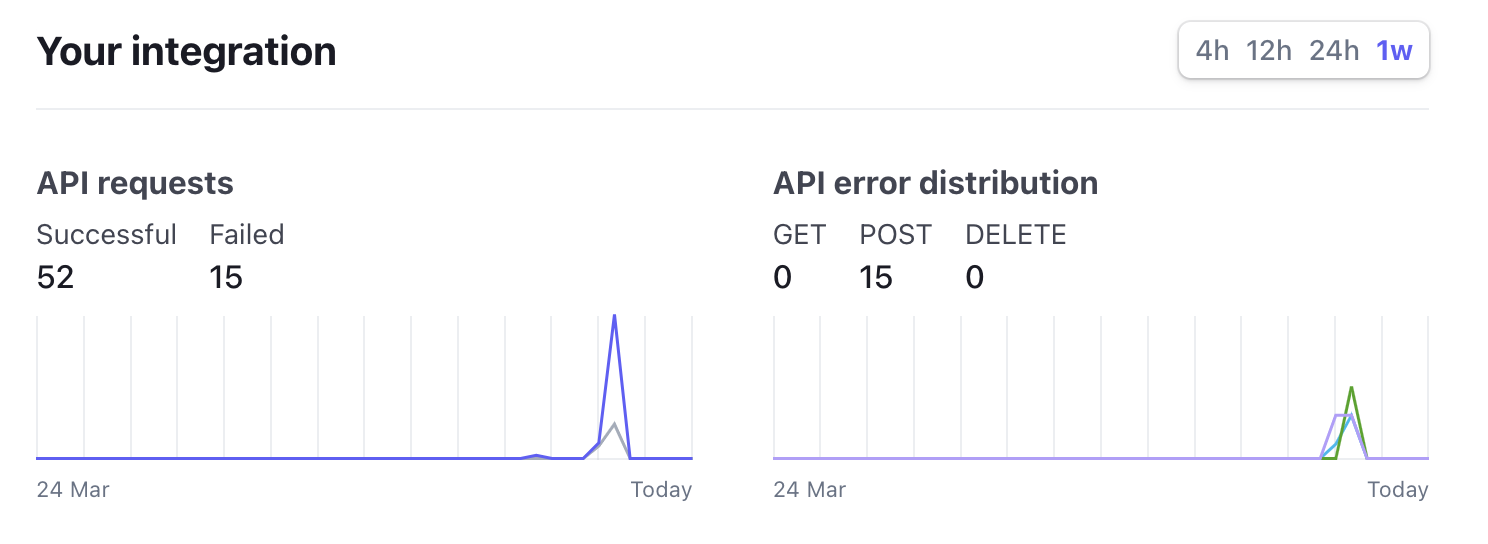 Your integration
4h 12h 24h 1w
API requests
Successful Failed
52 15
24 Mar Today
API error distribution
GET POST DELETE
0 15 0
24 Mar Today